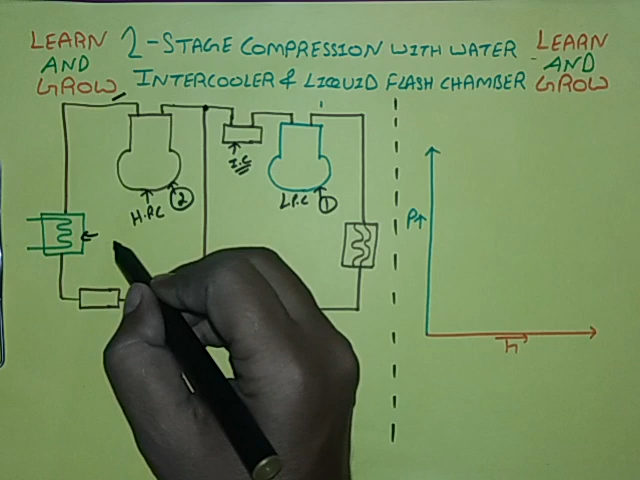 LEARN AND GROW
2-STAGE COMPRESSION WITH WATER INTERCOOLER & LIQUID FLASH CHAMBER
LEARN AND GROW
I.C
H.P.C
2
L.P.C
1
P↑
h